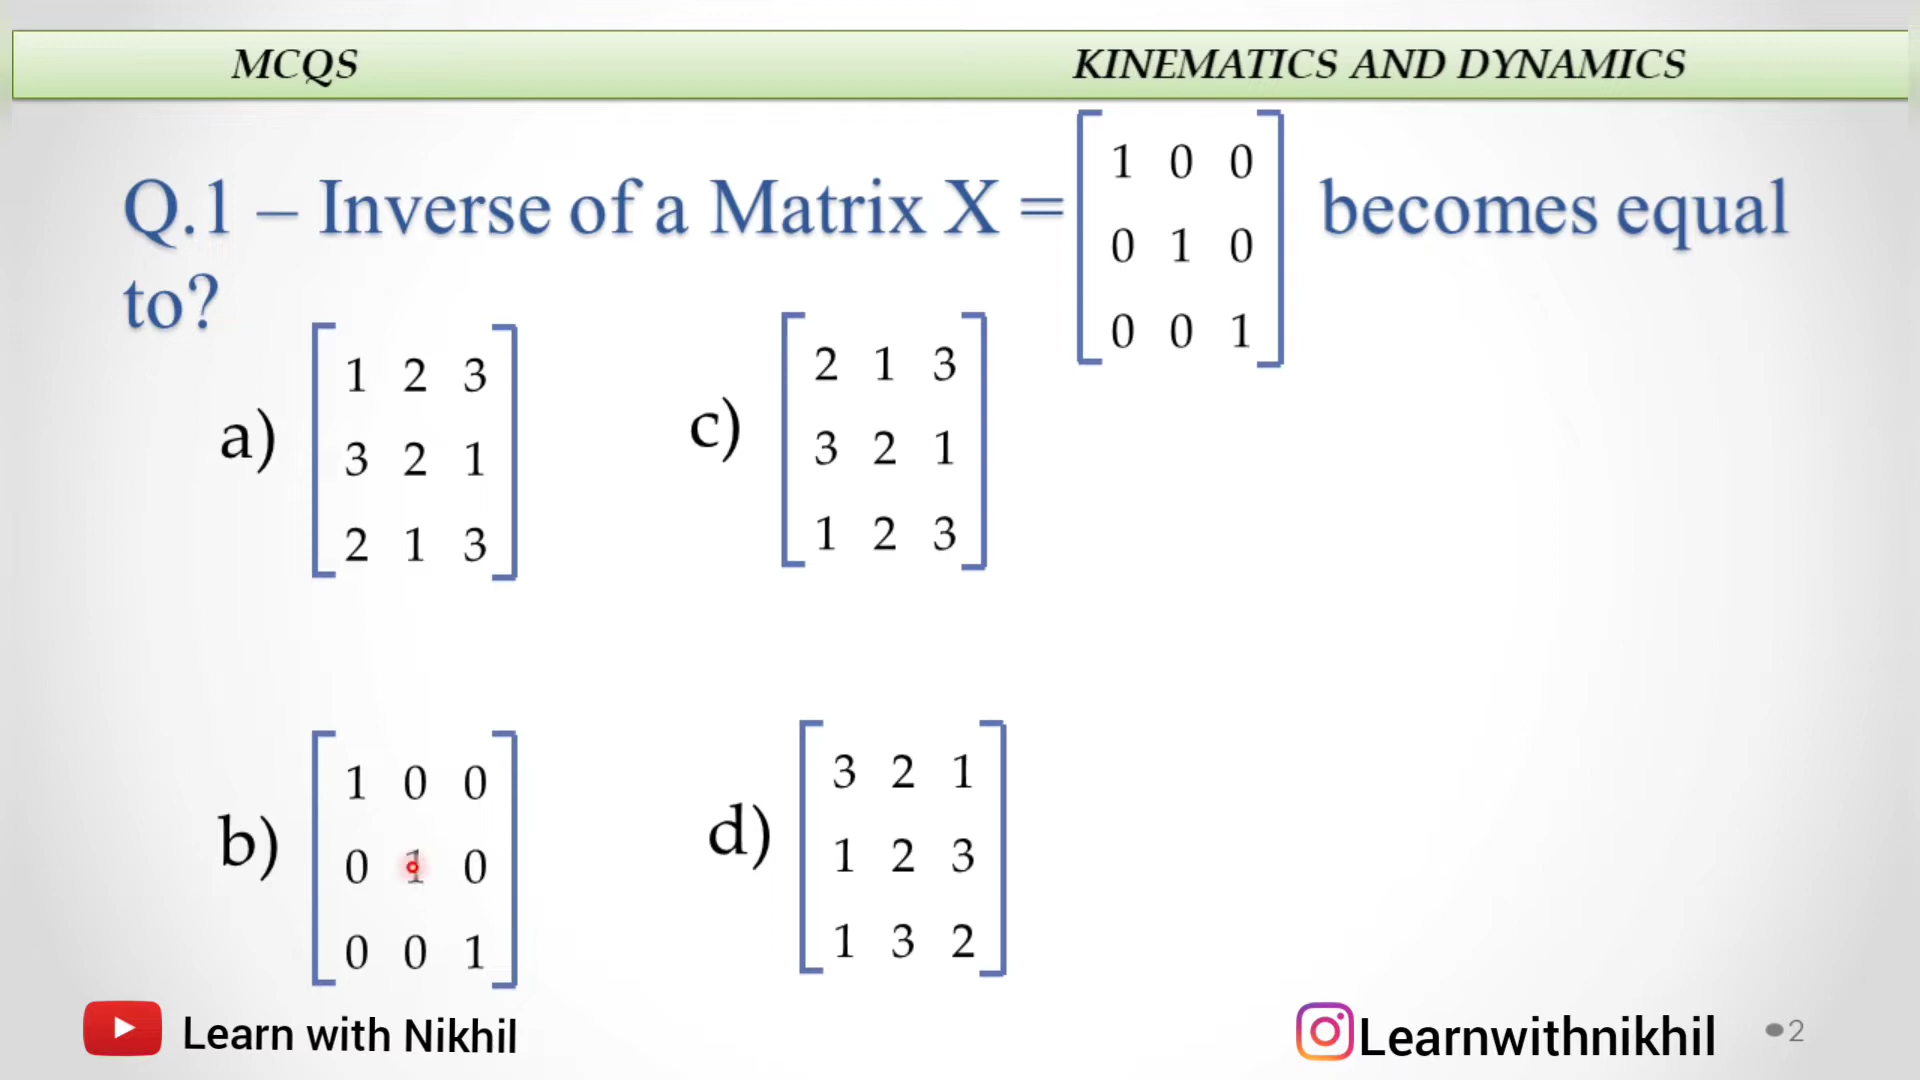 MCQS KINEMATICS AND DYNAMICS
Q.1 – Inverse of a Matrix X = becomes equal
1 0 0
0 1 0
0 0 1
to?
a)
1 2 3
3 2 1
2 1 3
c)
2 1 3
3 2 1
1 2 3
b)
1 0 0
0 1 0
0 0 1
d)
3 2 1
1 2 3
1 3 2
Learn with Nikhil
Learnwithnikhil
2